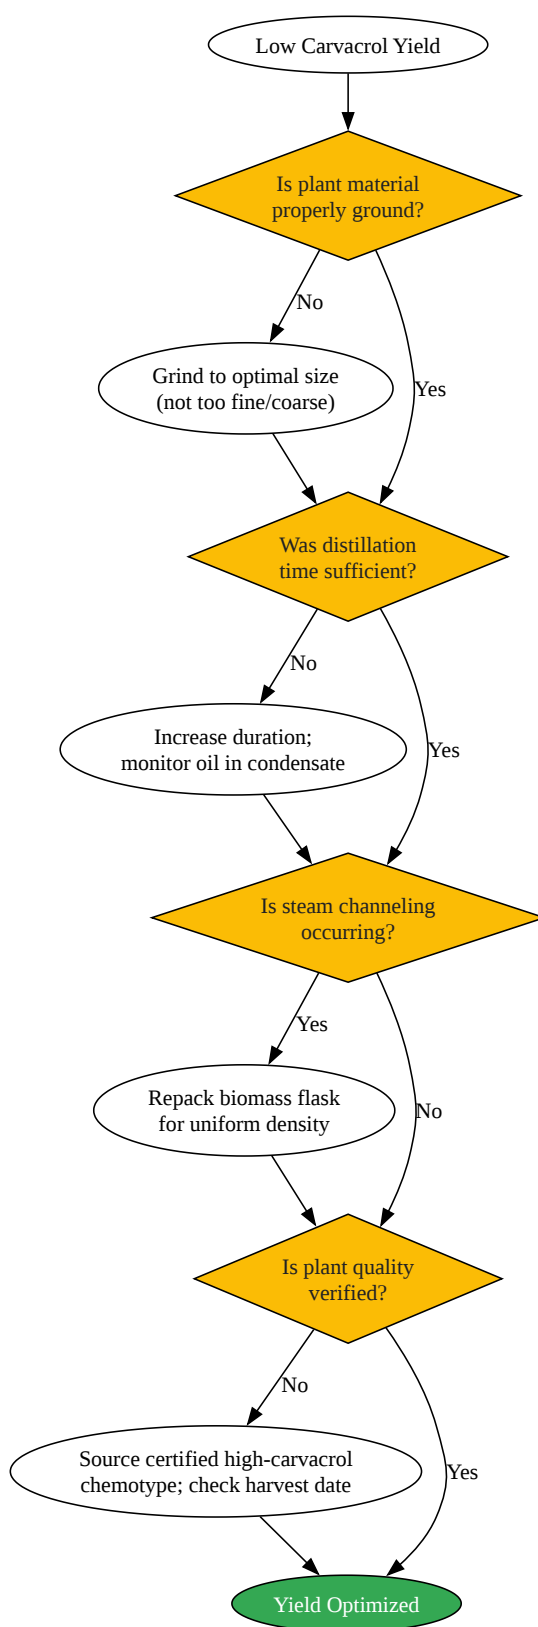 Low Carvacrol Yield
Is plant material
properly ground?
No
Grind to optimal size
(not too fine/coarse)
Yes
Was distillation
time sufficient?
No
Increase duration;
monitor oil in condensate
Yes
Is steam channeling
occurring?
Yes
Repack biomass flask
for uniform density
No
Is plant quality
verified?
No
Source certified high-carvacrol
chemotype; check harvest date
Yes
Yield Optimized